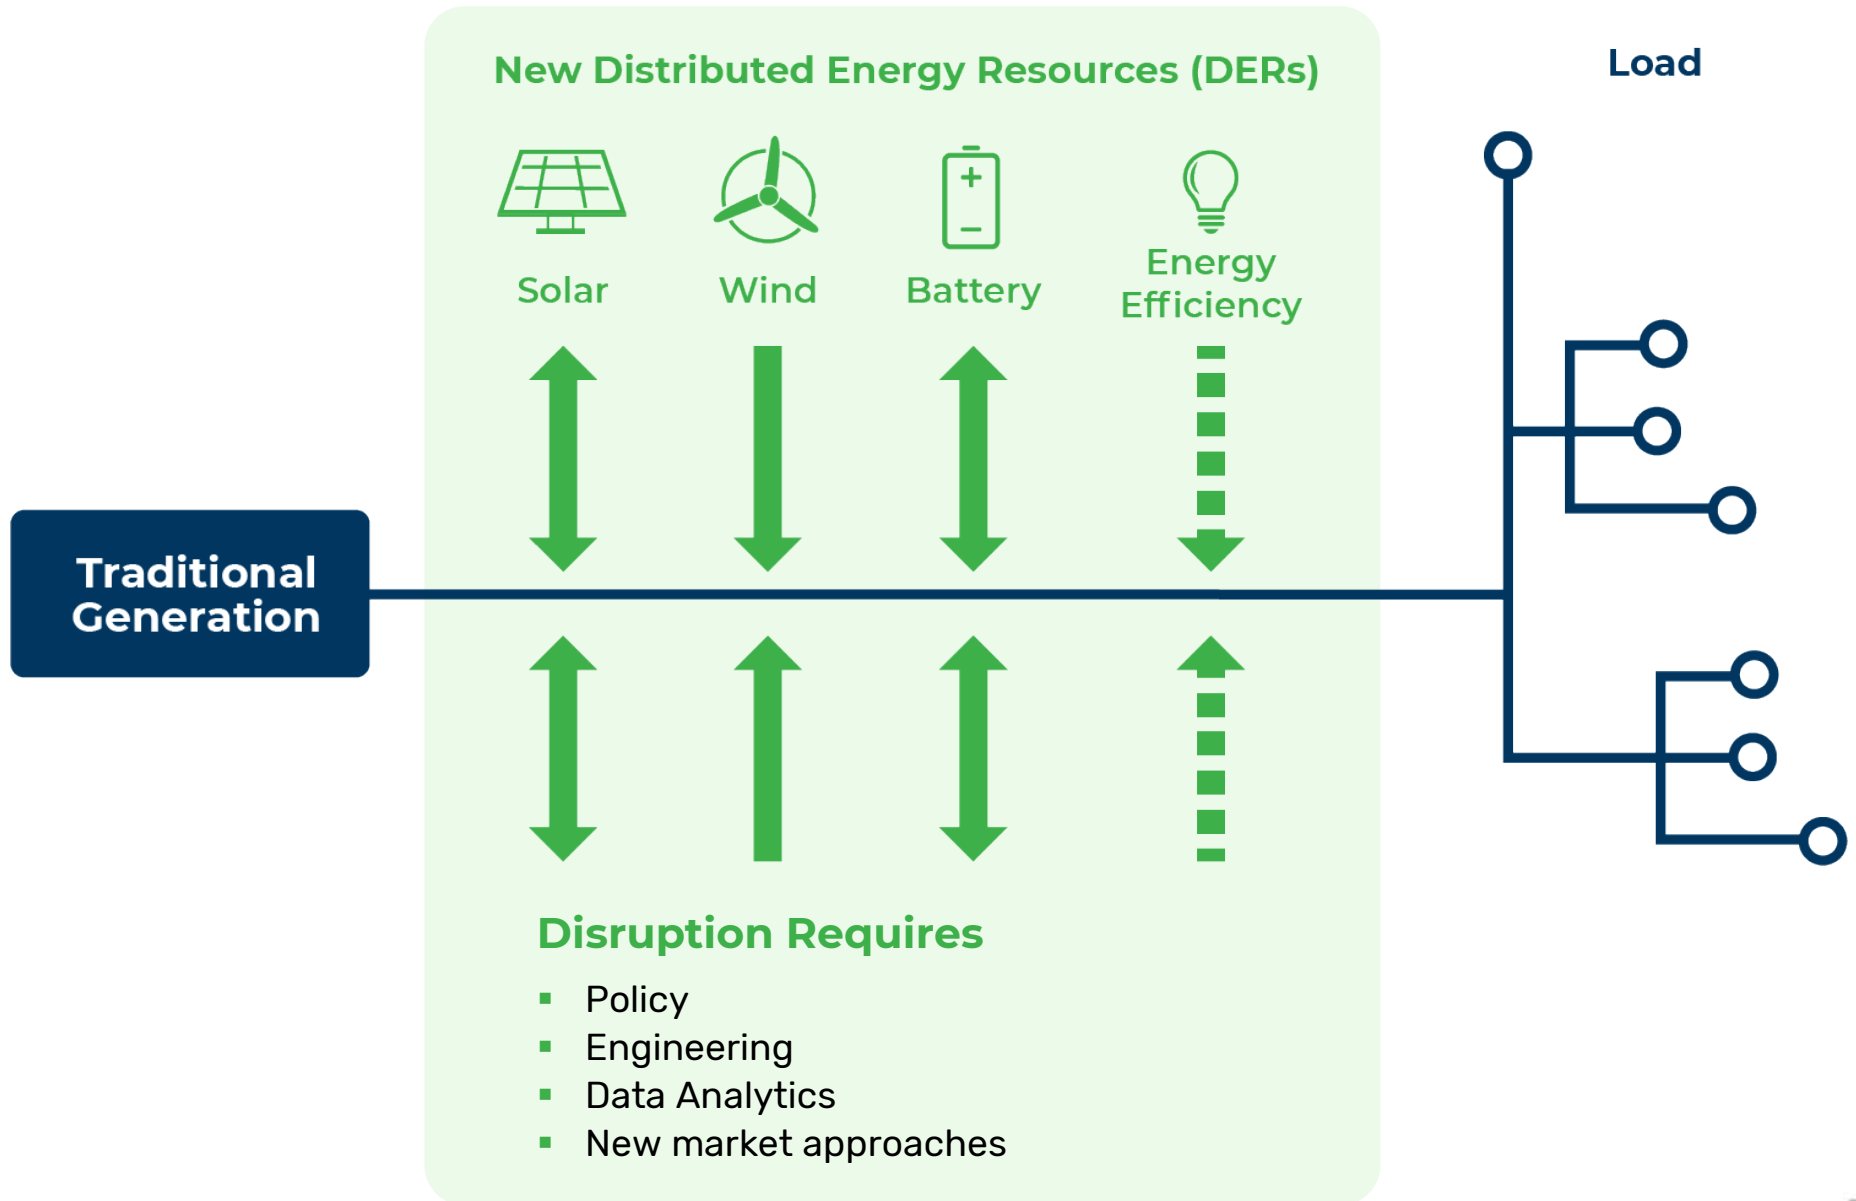 New Distributed Energy Resources (DERs)
Load
Solar
Wind
Battery
Energy
Efficiency
Traditional
Generation
Disruption Requires
▪ Policy
▪ Engineering
▪ Data Analytics
▪ New market approaches